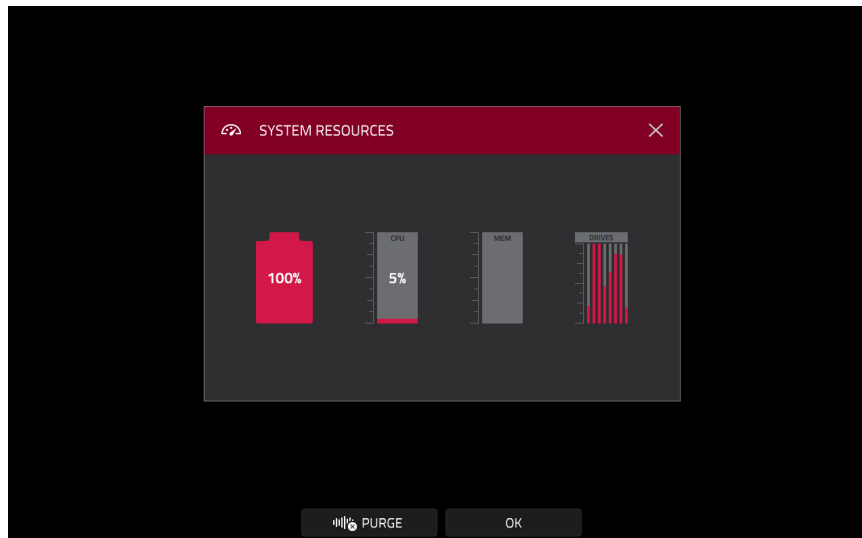 SYSTEM RESOURCES
CPU
MEM
DRIVES
100%
5%
PURGE
OK